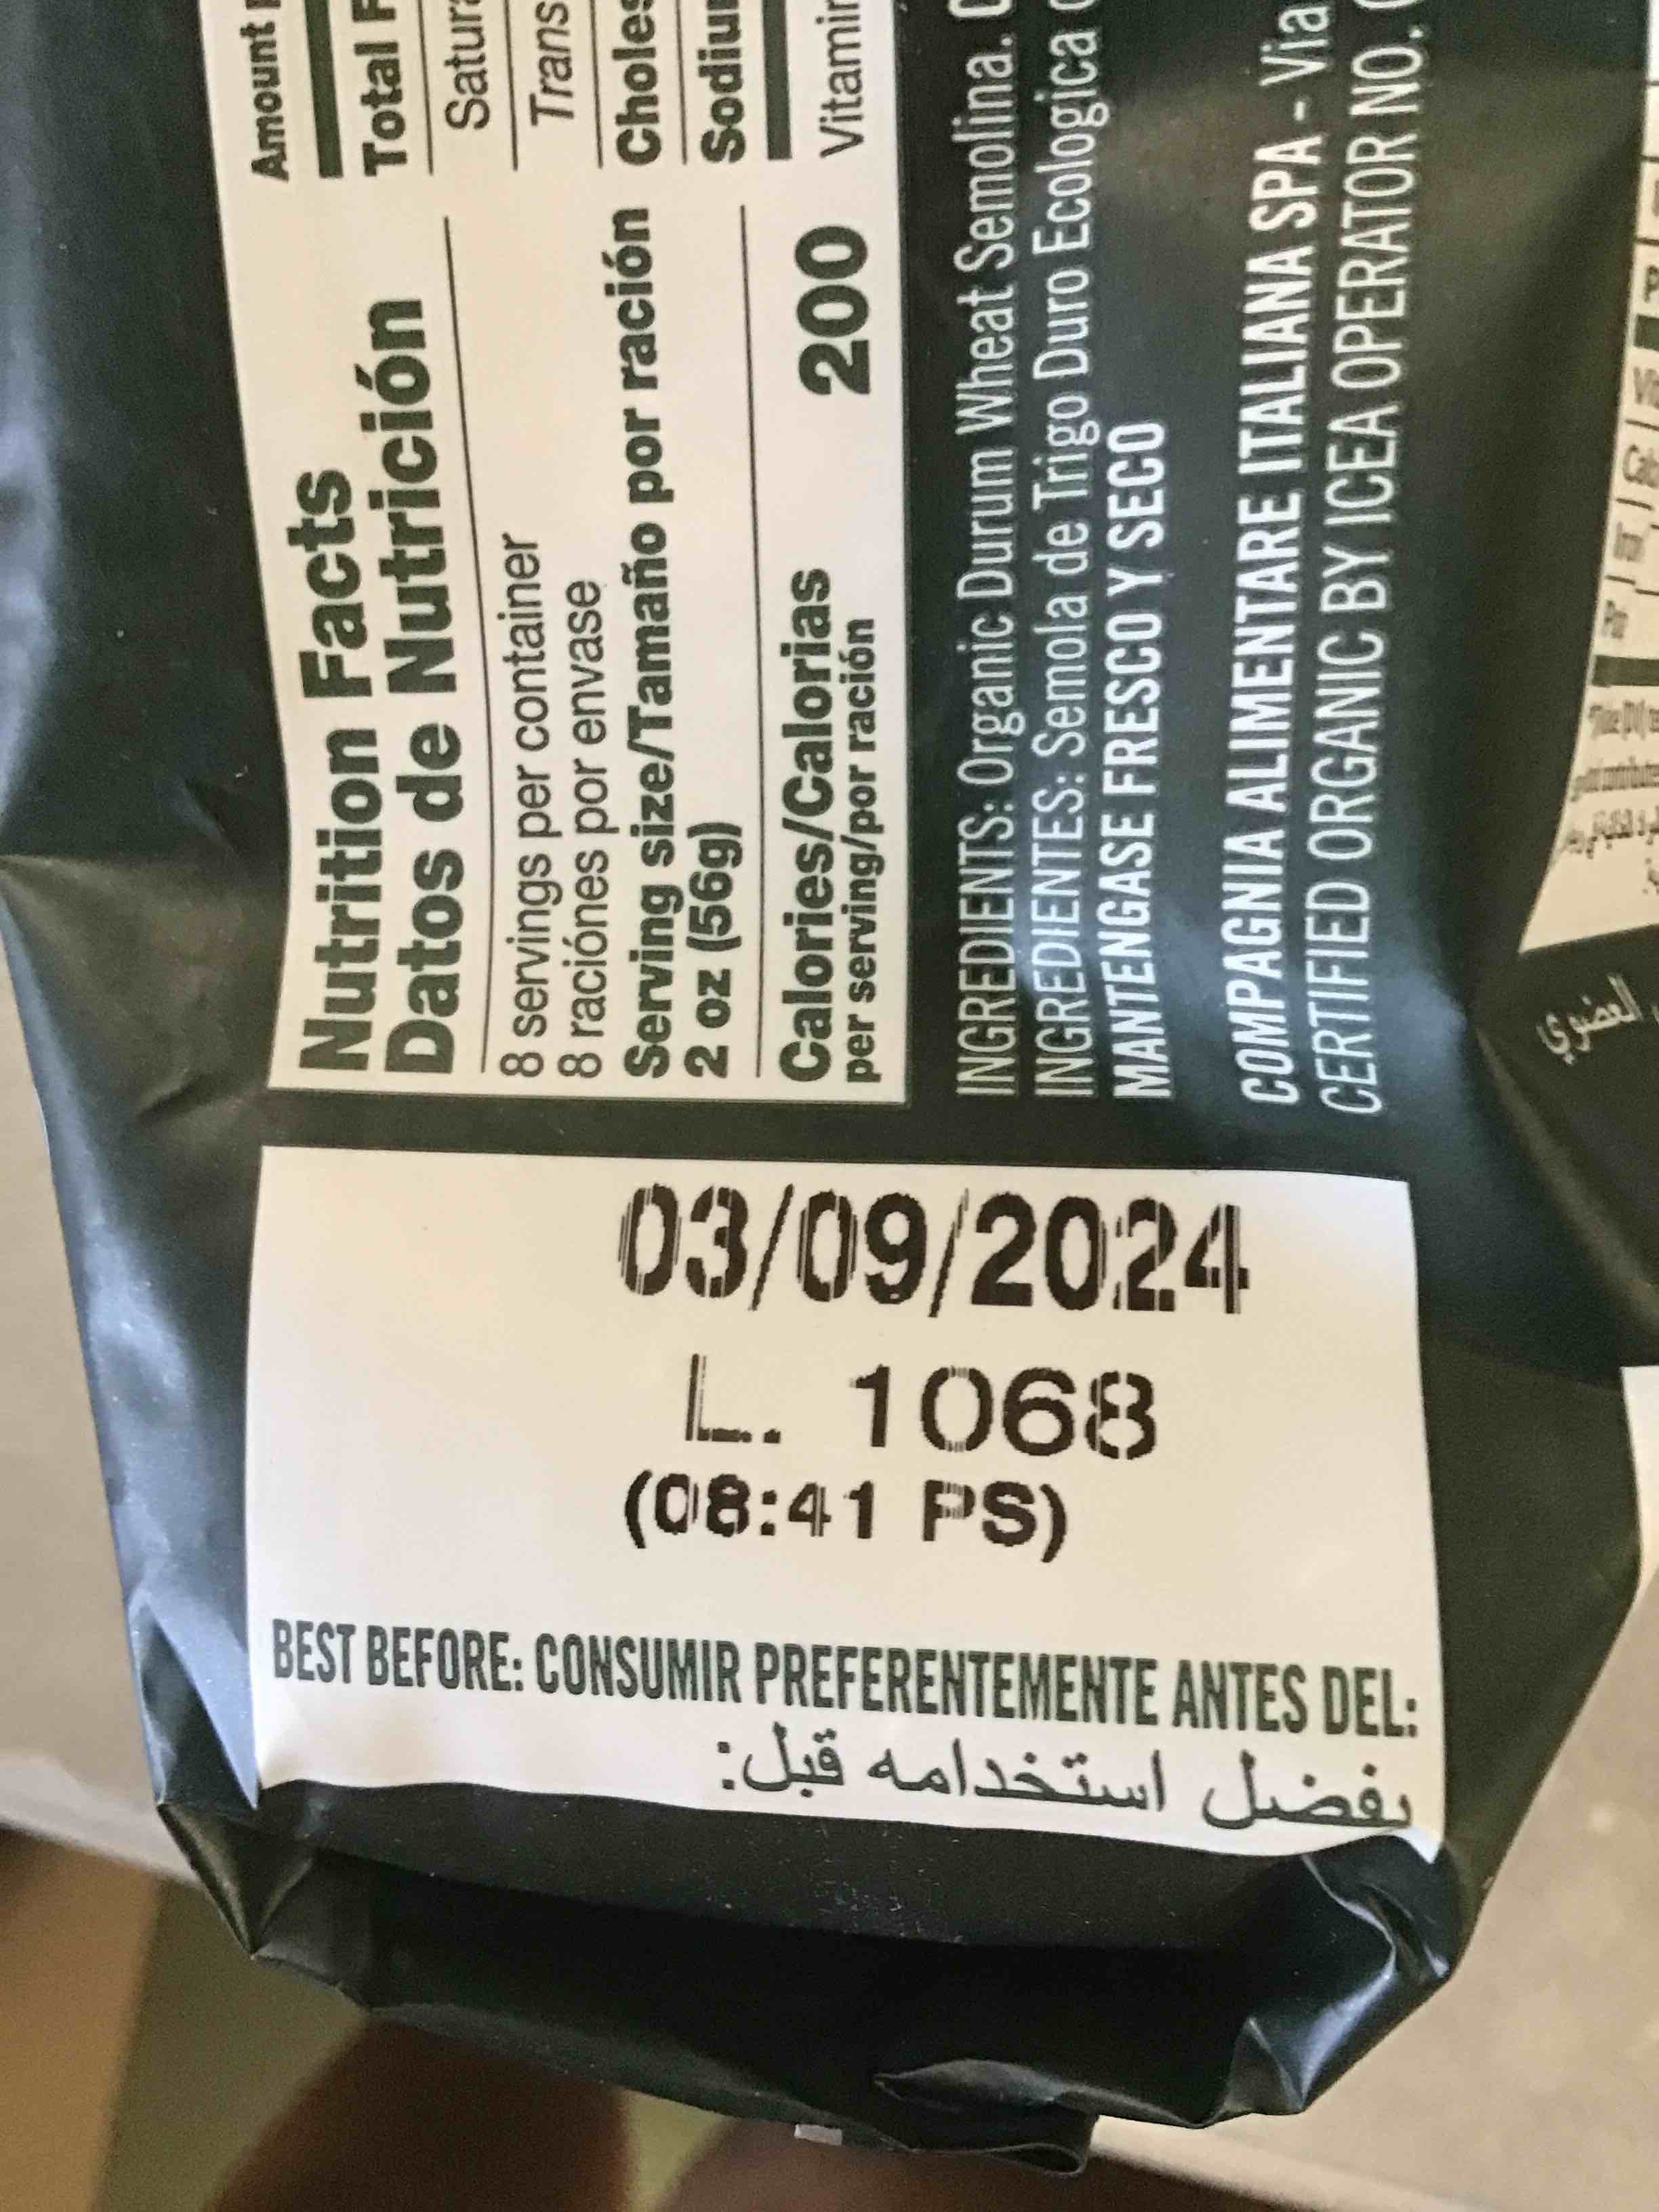 Nutrition Facts
Datos de Nutrición
8 servings per container
8 raciónes por envase
Serving size/Tamaño por ración
2 oz (56g)
Calories/Calorias 200
per serving/por ración
Amount
Total
Trans
Vitamin
INGREDIENTS: Organic Durum Wheat Semolina.
INGREDIENTES: Semola de Trigo Duro Ecologica
MANTENGASE FRESCO Y SECO
COMPAGNIA ALIMENTARE ITALIANA SPA - Via
CERTIFIED ORGANIC BY ICEA OPERATOR NO.
03/09/2024
L. 1068
(08:41 PS)
BEST BEFORE: CONSUMIR PREFERENTEMENTE ANTES DEL:
يفضل استخدامه قبل:
العضوي